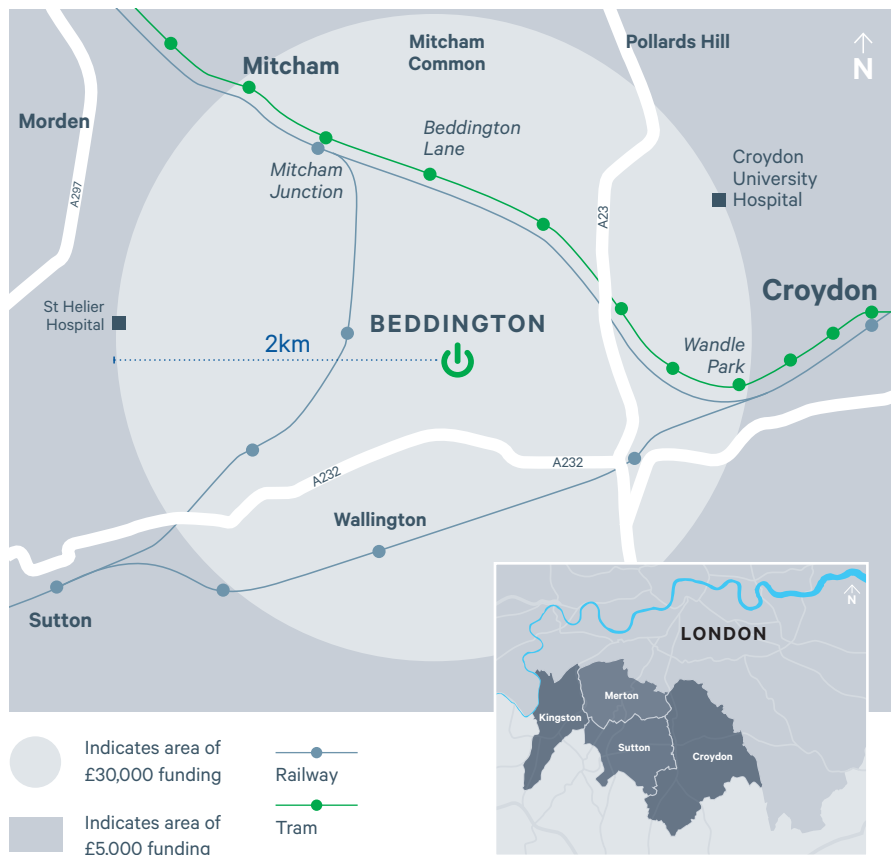 Mitcham
Common
Pollards Hill
N
Mitcham
Morden
Beddington
Lane
Mitcham
Junction
Croydon
University
Hospital
A297
A23
St Helier
Hospital
BEDDINGTON
2km
Croydon
Wandle
Park
A232
A232
Wallington
Sutton
N
LONDON
Merton
Kingston
Sutton
Croydon
Indicates area of
£30,000 funding
Railway
Indicates area of
£5,000 funding
Tram